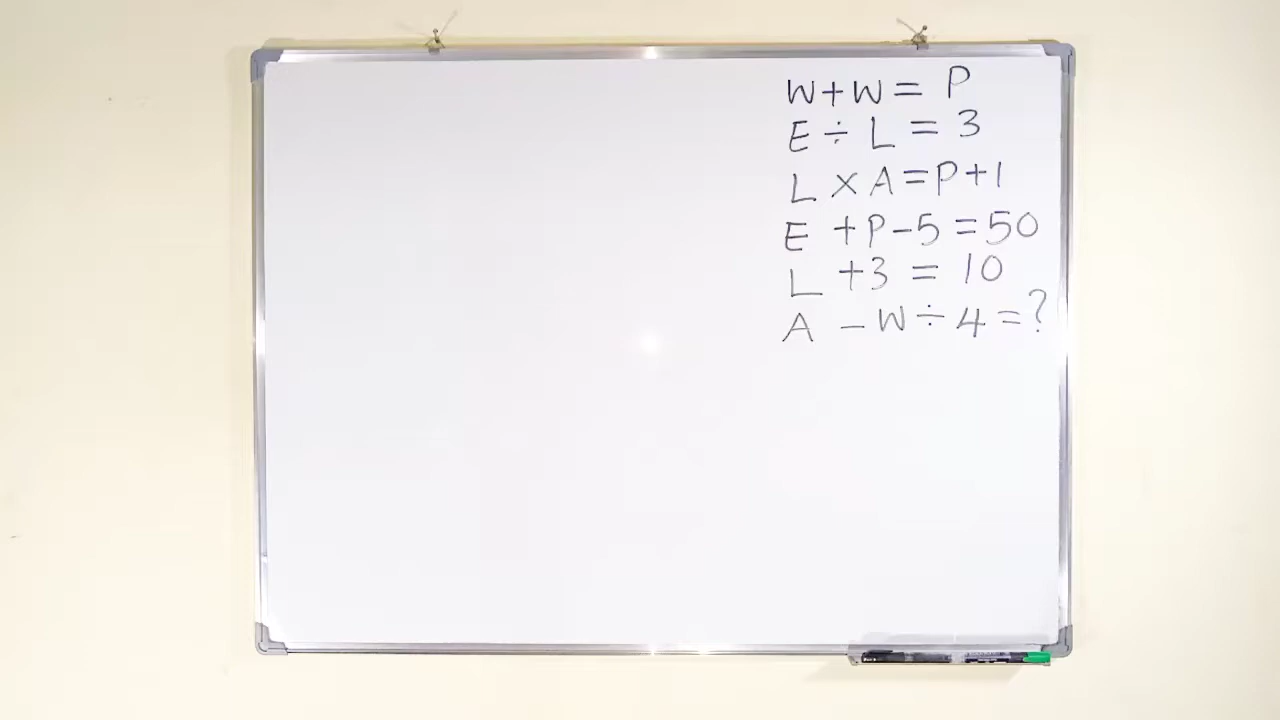 W+W = P
E ÷ L = 3
L × A = P+1
E + P - 5 = 50
L + 3 = 10
A - W ÷ 4 = ?